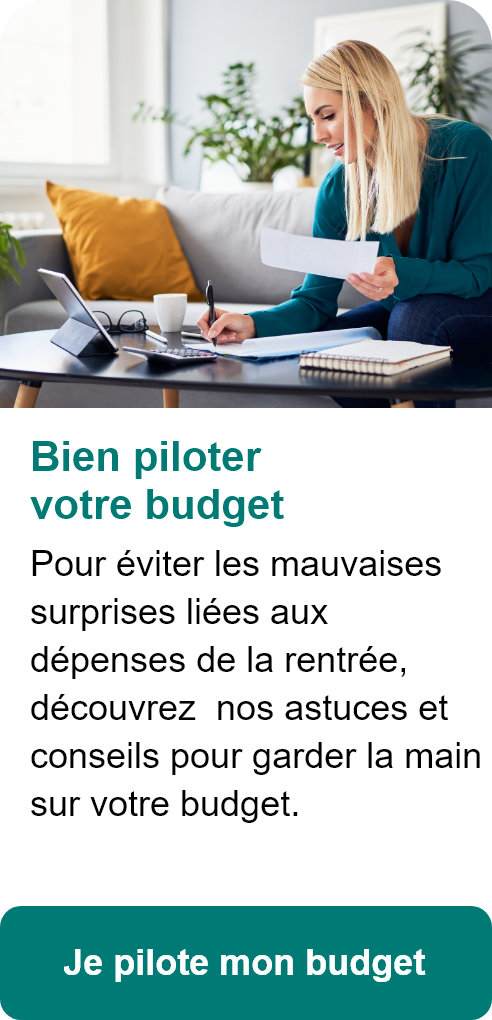 Bien piloter
votre budget
Pour éviter les mauvaises
surprises liées aux
dépenses de la rentrée,
découvrez  nos astuces et
conseils pour garder la main
sur votre budget.
Je pilote mon budget